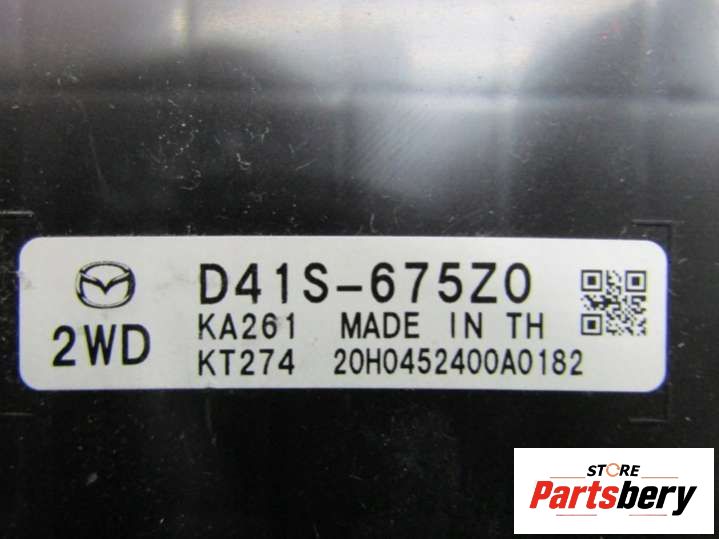 D41S-675Z0
2WD
KA261 MADE IN TH
KT274 20H0452400A0182
STORE
Partsbery